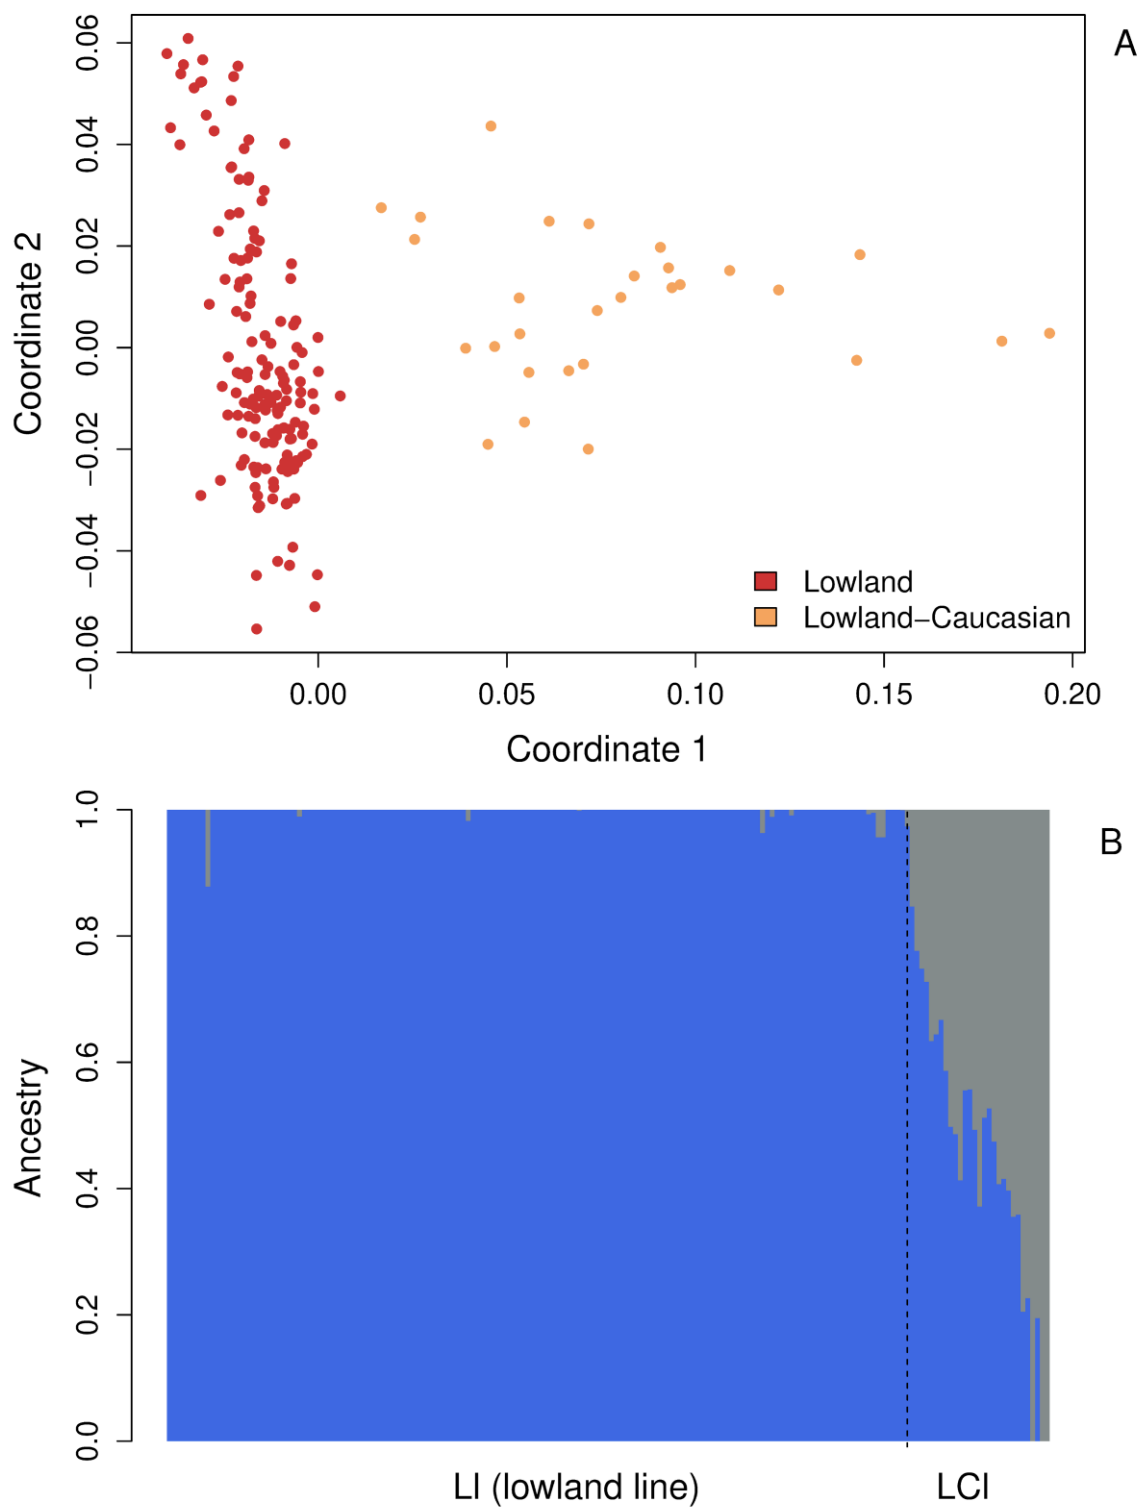 A
0.06
0.04
0.02
0.00
−0.02
−0.04
−0.06
Coordinate 2
Lowland
Lowland−Caucasian
0.00 0.05 0.10 0.15 0.20
Coordinate 1
B
1.0
0.8
0.6
0.4
0.2
0.0
Ancestry
LI (lowland line) LCI